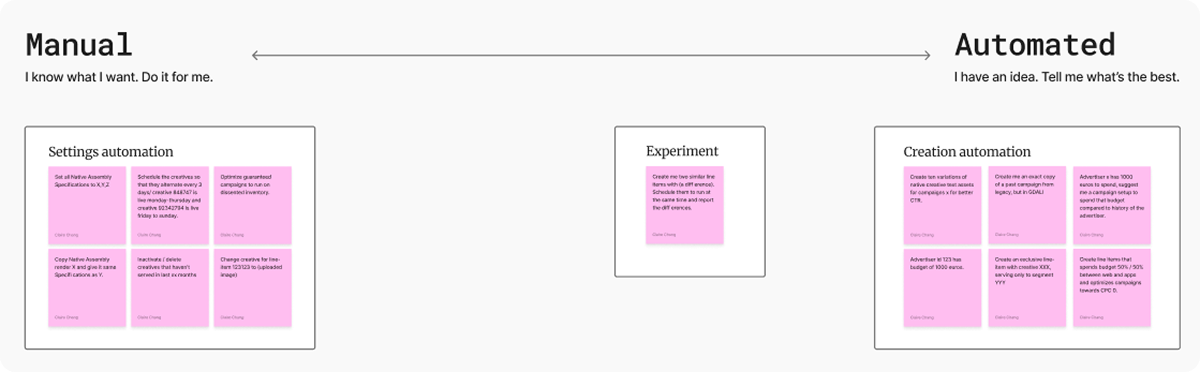 Manual
I know what I want. Do it for me.
Automated
I have an idea. Tell me what's the best.
Settings automation
Set all Native Assembly
Specifications to X,Y,Z
Claire Chang
Schedule the creatives so
that they alternate every 3
days/ creative 848747 is
live monday-thursday and
creative 92342784 is live
friday to sunday.
Claire Chang
Optimize guaranteed
campaigns to run on
dissented inventory.
Claire Chang
Copy Native Assembly
render X and give it same
Specifications as Y.
Claire Chang
Inactivate / delete
creatives that haven't
served in last xx months
Claire Chang
Change creative for line-
item 123123 to (uploaded
image)
Claire Chang
Experiment
Create me two similar line
items with (a difference).
Schedule them to run at
the same time and report
the differences.
Claire Chang
Creation automation
Create ten variations of
native creative text assets
for campaigns x for better
CTR.
Claire Chang
Create me an exact copy
of a past campaign from
legacy, but in GDALI
Claire Chang
Advertiser x has 1000
euros to spend, suggest
me a campaign setup to
spend that budget
compared to history of the
advertiser.
Claire Chang
Advertiser Id 123 has
budget of 1000 euros.
Claire Chang
Create an exclusive line-
item with creative XXX,
serving only to segment
YYY
Claire Chang
Create line items that
spends budget 50% / 50%
between web and apps
and optimizes campaigns
towards CPC 0.
Claire Chang